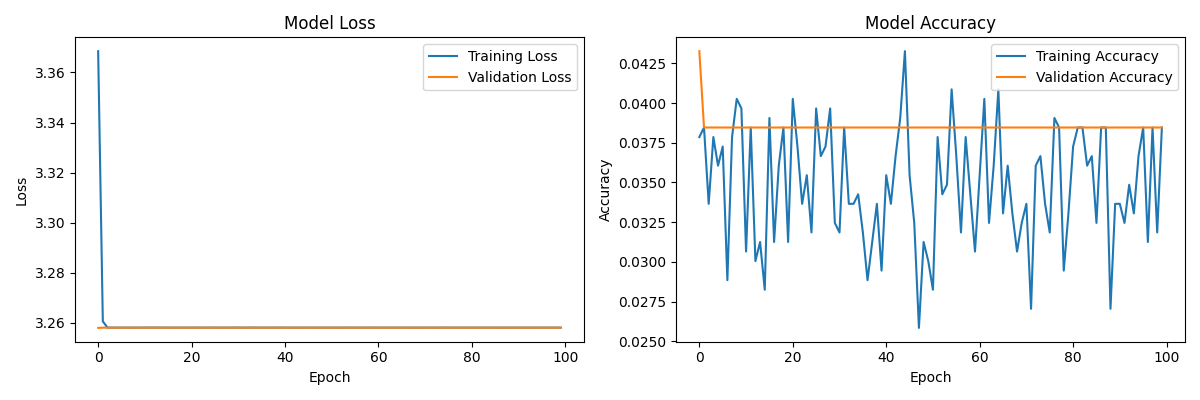 Model Loss
Training Loss
Validation Loss
3.36
3.34
3.32
3.30
3.28
3.26
Loss
0
20
40
60
80
100
Epoch
Model Accuracy
Training Accuracy
Validation Accuracy
0.0425
0.0400
0.0375
0.0350
0.0325
0.0300
0.0275
0.0250
Accuracy
0
20
40
60
80
100
Epoch